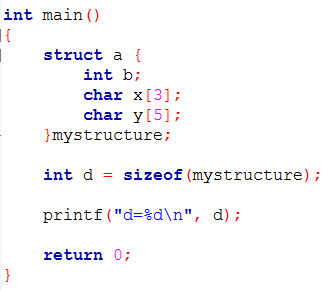 int main()
{
    struct a {
        int b;
        char x[3];
        char y[5];
    }mystructure;

    int d = sizeof(mystructure);

    printf("d=%d\n", d);

    return 0;
}